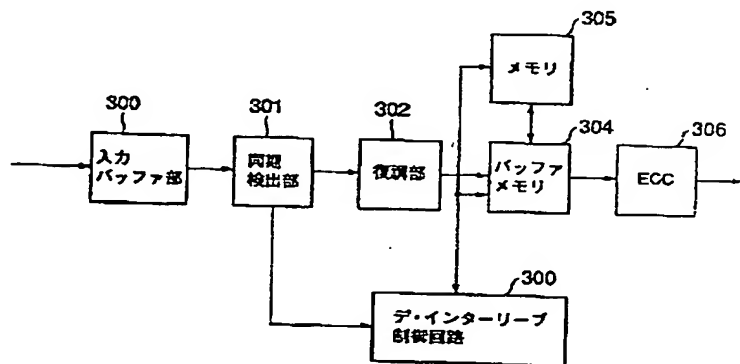 305
メモリ
300
入力
バッファ部
301
同期
検出部
302
復調部
304
バッファ
メモリ
306
ECC
300
デ・インターリーブ
制御回路